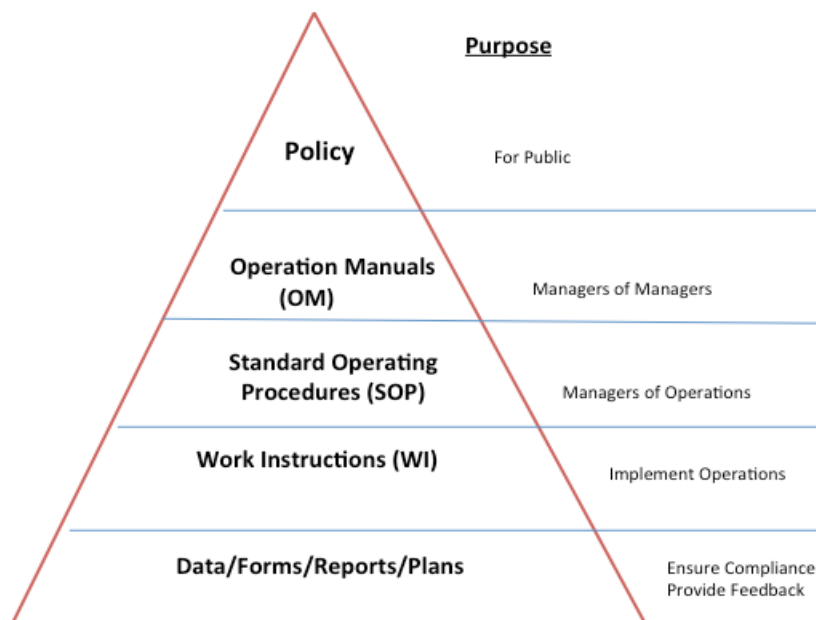 Purpose
Policy
For Public
Operation Manuals
(OM)
Managers of Managers
Standard Operating
Procedures (SOP)
Managers of Operations
Work Instructions (WI)
Implement Operations
Data/Forms/Reports/Plans
Ensure Compliance
Provide Feedback